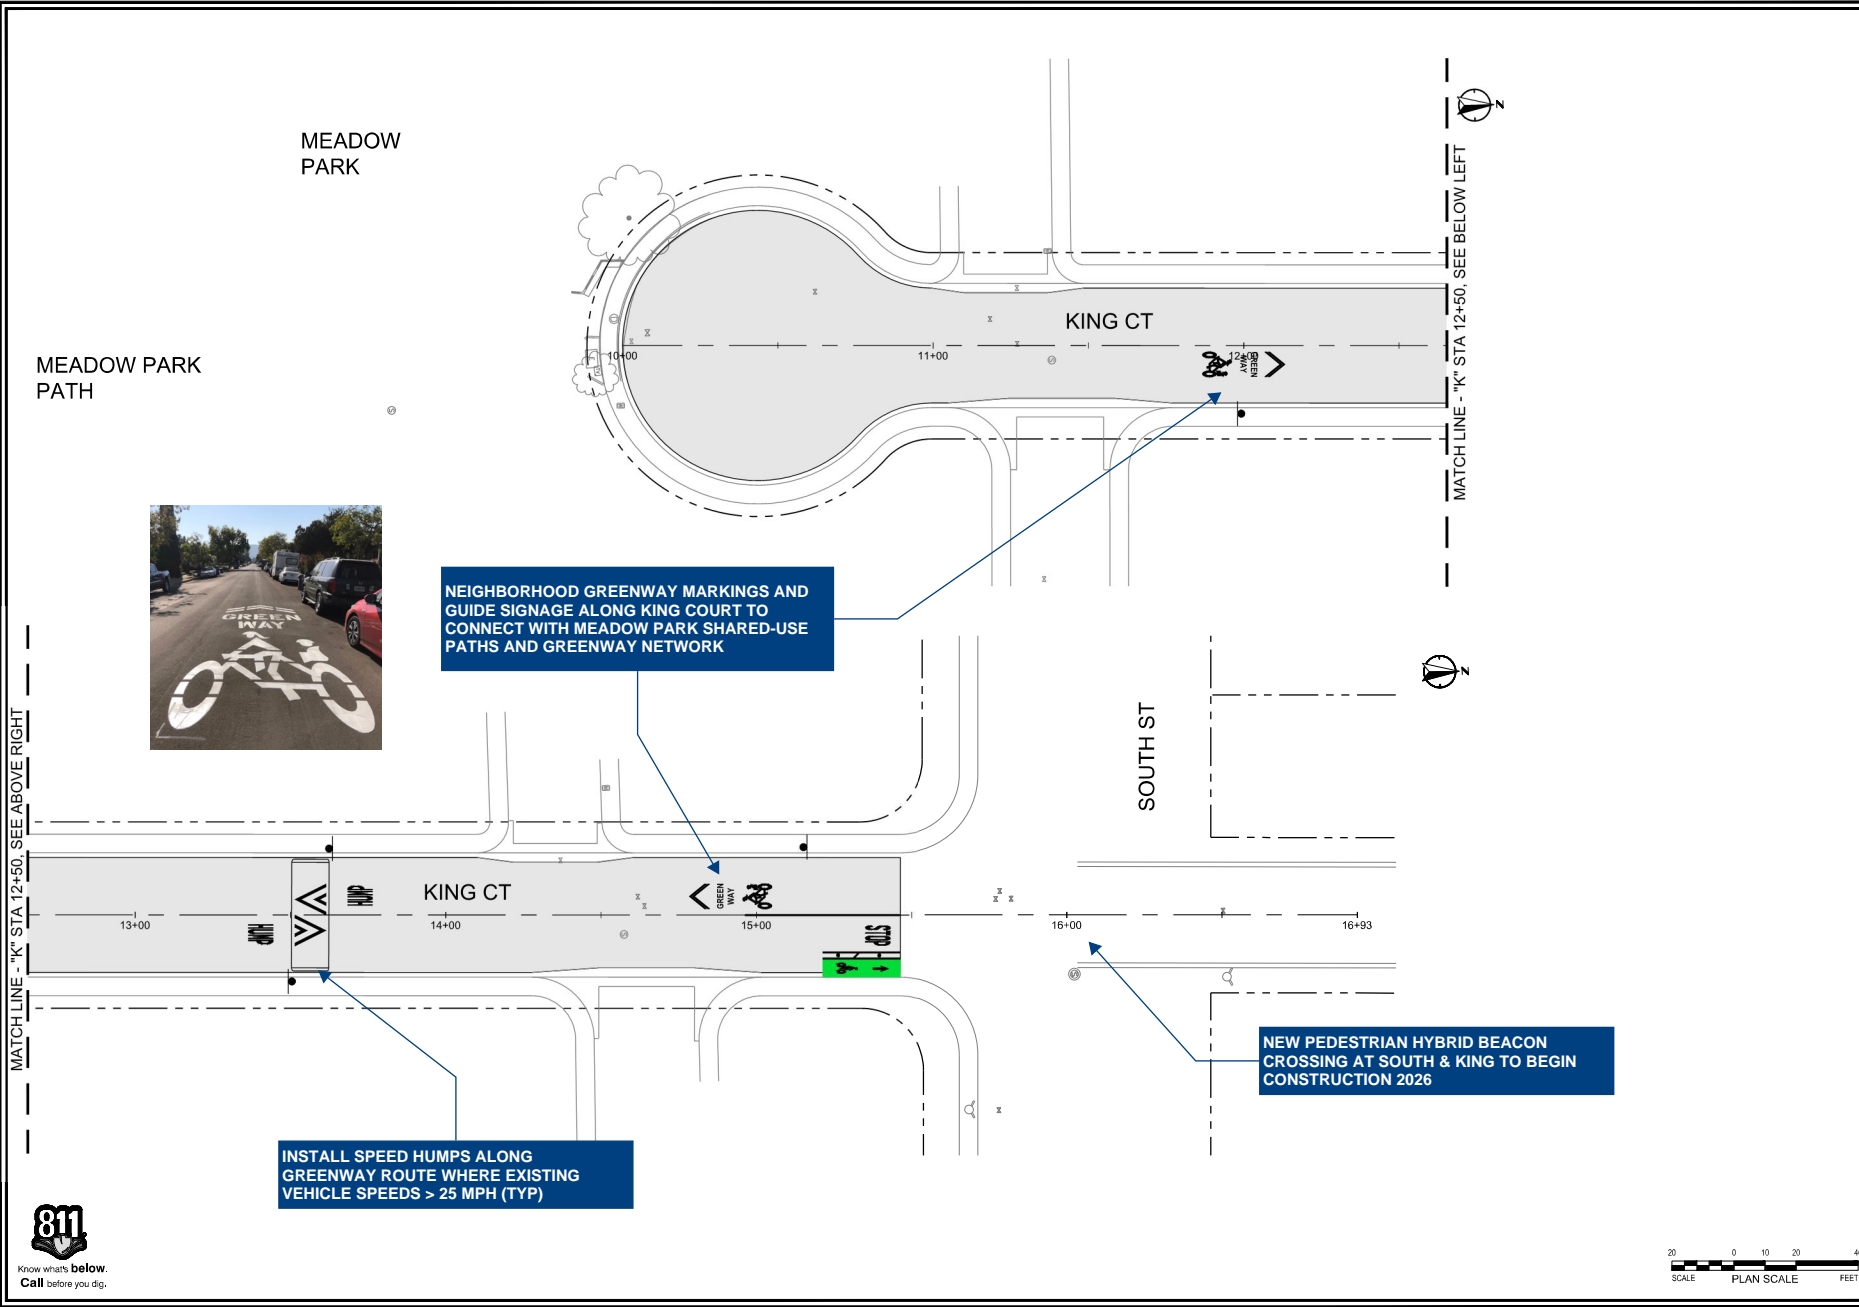 MEADOW
PARK
N
MATCH LINE - "K" STA 12+50, SEE BELOW LEFT
KING CT
10+00
11+00
12+00
GREEN
WAY
MEADOW PARK
PATH
GREEN
WAY
NEIGHBORHOOD GREENWAY MARKINGS AND
GUIDE SIGNAGE ALONG KING COURT TO
CONNECT WITH MEADOW PARK SHARED-USE
PATHS AND GREENWAY NETWORK
N
SOUTH ST
MATCH LINE - "K" STA 12+50, SEE ABOVE RIGHT
HUMP
KING CT
GREEN
WAY
13+00
14+00
15+00
16+00
16+93
HUMP
STOP
NEW PEDESTRIAN HYBRID BEACON
CROSSING AT SOUTH & KING TO BEGIN
CONSTRUCTION 2026
INSTALL SPEED HUMPS ALONG
GREENWAY ROUTE WHERE EXISTING
VEHICLE SPEEDS > 25 MPH (TYP)
811
Know what's below.
Call before you dig.
20 0 10 20
SCALE PLAN SCALE FEET